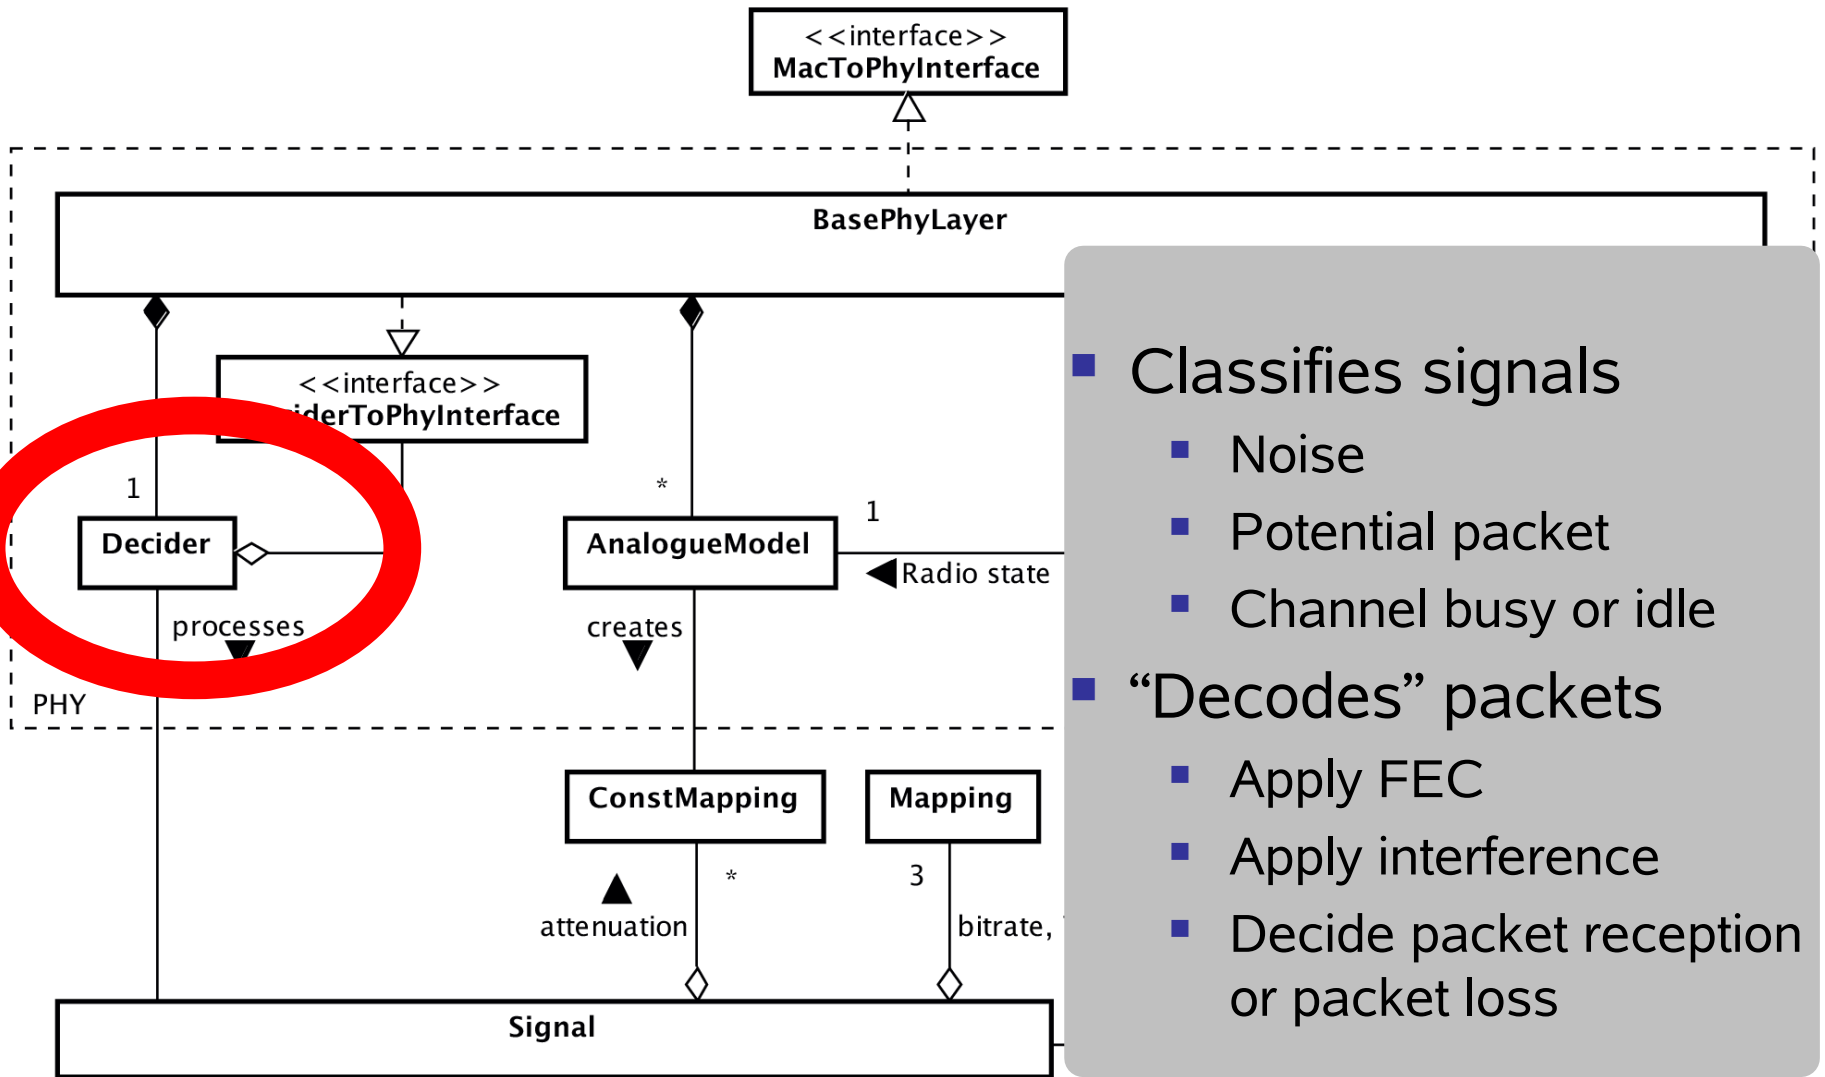 <<interface>>
MacToPhyInterface
BasePhyLayer
<<interface>>
iderToPhyInterface
1
*
1
Decider
AnalogueModel
Radio state
processes
creates
PHY
ConstMapping
Mapping
*
3
attenuation
bitrate,
Signal
Classifies signals
Noise
Potential packet
Channel busy or idle
“Decodes” packets
Apply FEC
Apply interference
Decide packet reception
or packet loss